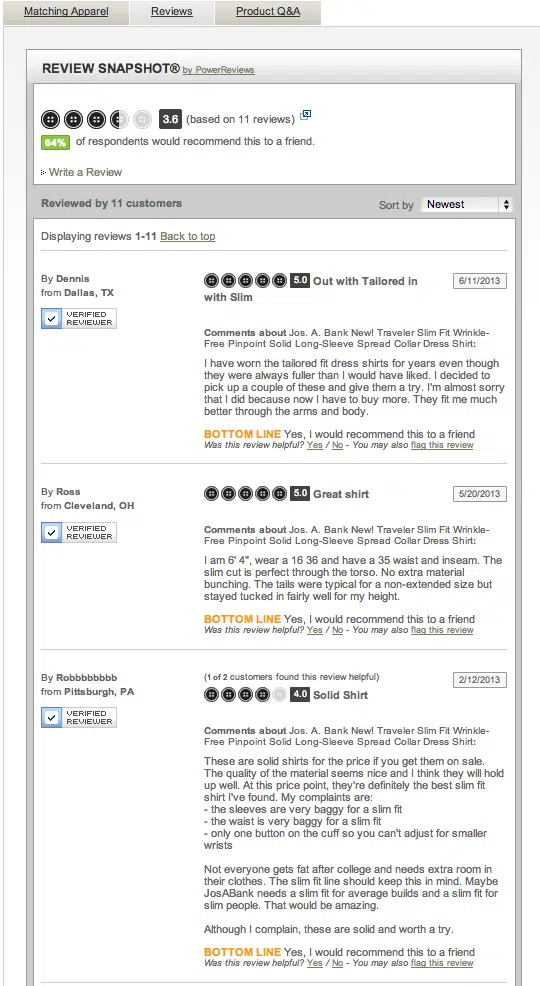 Matching Apparel
Reviews
Product Q&A
REVIEW SNAPSHOT® by PowerReviews
3.6 (based on 11 reviews)
64% of respondents would recommend this to a friend.
Write a Review
Reviewed by 11 customers
Sort by Newest
Displaying reviews 1-11 Back to top
By Dennis
from Dallas, TX
VERIFIED
REVIEWER
5.0 Out with Tailored in
with Slim
6/11/2013
Comments about Jos. A. Bank New! Traveler Slim Fit Wrinkle-
Free Pinpoint Solid Long-Sleeve Spread Collar Dress Shirt:
I have worn the tailored fit dress shirts for years even though
they were always fuller than I would have liked. I decided to
pick up a couple of these and give them a try. I'm almost sorry
that I did because now I have to buy more. They fit me much
better through the arms and body.
BOTTOM LINE Yes, I would recommend this to a friend
Was this review helpful? Yes / No - You may also flag this review
By Ross
from Cleveland, OH
VERIFIED
REVIEWER
5.0 Great shirt
5/20/2013
Comments about Jos. A. Bank New! Traveler Slim Fit Wrinkle-
Free Pinpoint Solid Long-Sleeve Spread Collar Dress Shirt:
I am 6' 4", wear a 16 36 and have a 35 waist and inseam. The
slim cut is perfect through the torso. No extra material
bunching. The tails were typical for a non-extended size but
stayed tucked in fairly well for my height.
BOTTOM LINE Yes, I would recommend this to a friend
Was this review helpful? Yes / No - You may also flag this review
By Robbbbbbbb
from Pittsburgh, PA
VERIFIED
REVIEWER
(1 of 2 customers found this review helpful)
4.0 Solid Shirt
2/12/2013
Comments about Jos. A. Bank New! Traveler Slim Fit Wrinkle-
Free Pinpoint Solid Long-Sleeve Spread Collar Dress Shirt:
These are solid shirts for the price if you get them on sale.
The quality of the material seems nice and I think they will hold
up well. At this price point, they're definitely the best slim fit
shirt I've found. My complaints are:
- the sleeves are very baggy for a slim fit
- the waist is very baggy for a slim fit
- only one button on the cuff so you can't adjust for smaller
wrists
Not everyone gets fat after college and needs extra room in
their clothes. The slim fit line should keep this in mind. Maybe
JosABank needs a slim fit for average builds and a slim fit for
slim people. That would be amazing.
Although I complain, these are solid and worth a try.
BOTTOM LINE Yes, I would recommend this to a friend
Was this review helpful? Yes / No - You may also flag this review